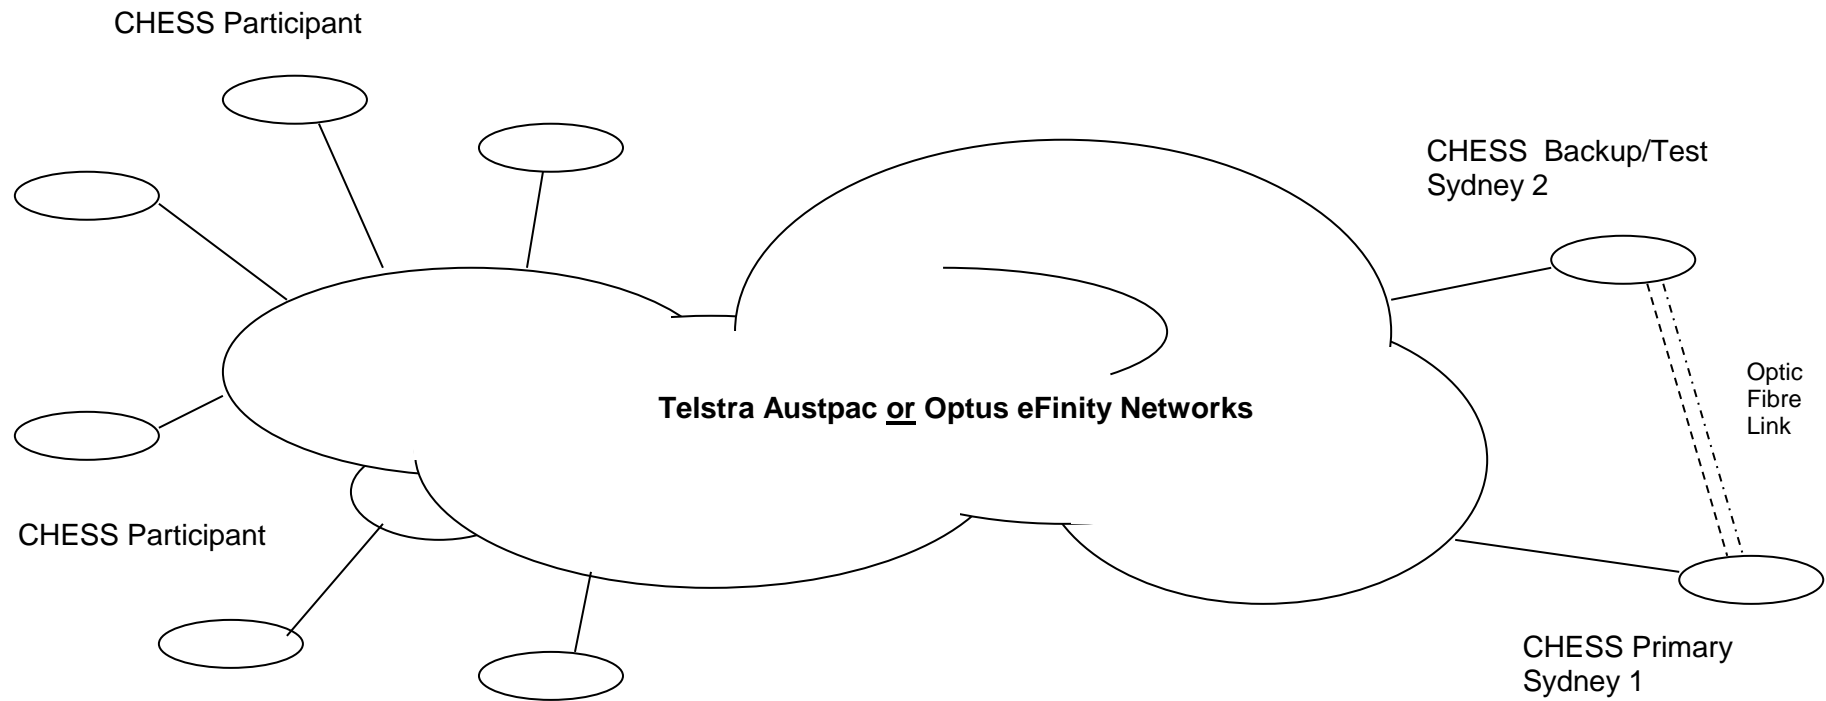 CHESS Participant
CHESS  Backup/Test
Sydney 2
Optic
Fibre
Link
Telstra Austpac or Optus eFinity Networks
CHESS Participant
CHESS Primary
Sydney 1